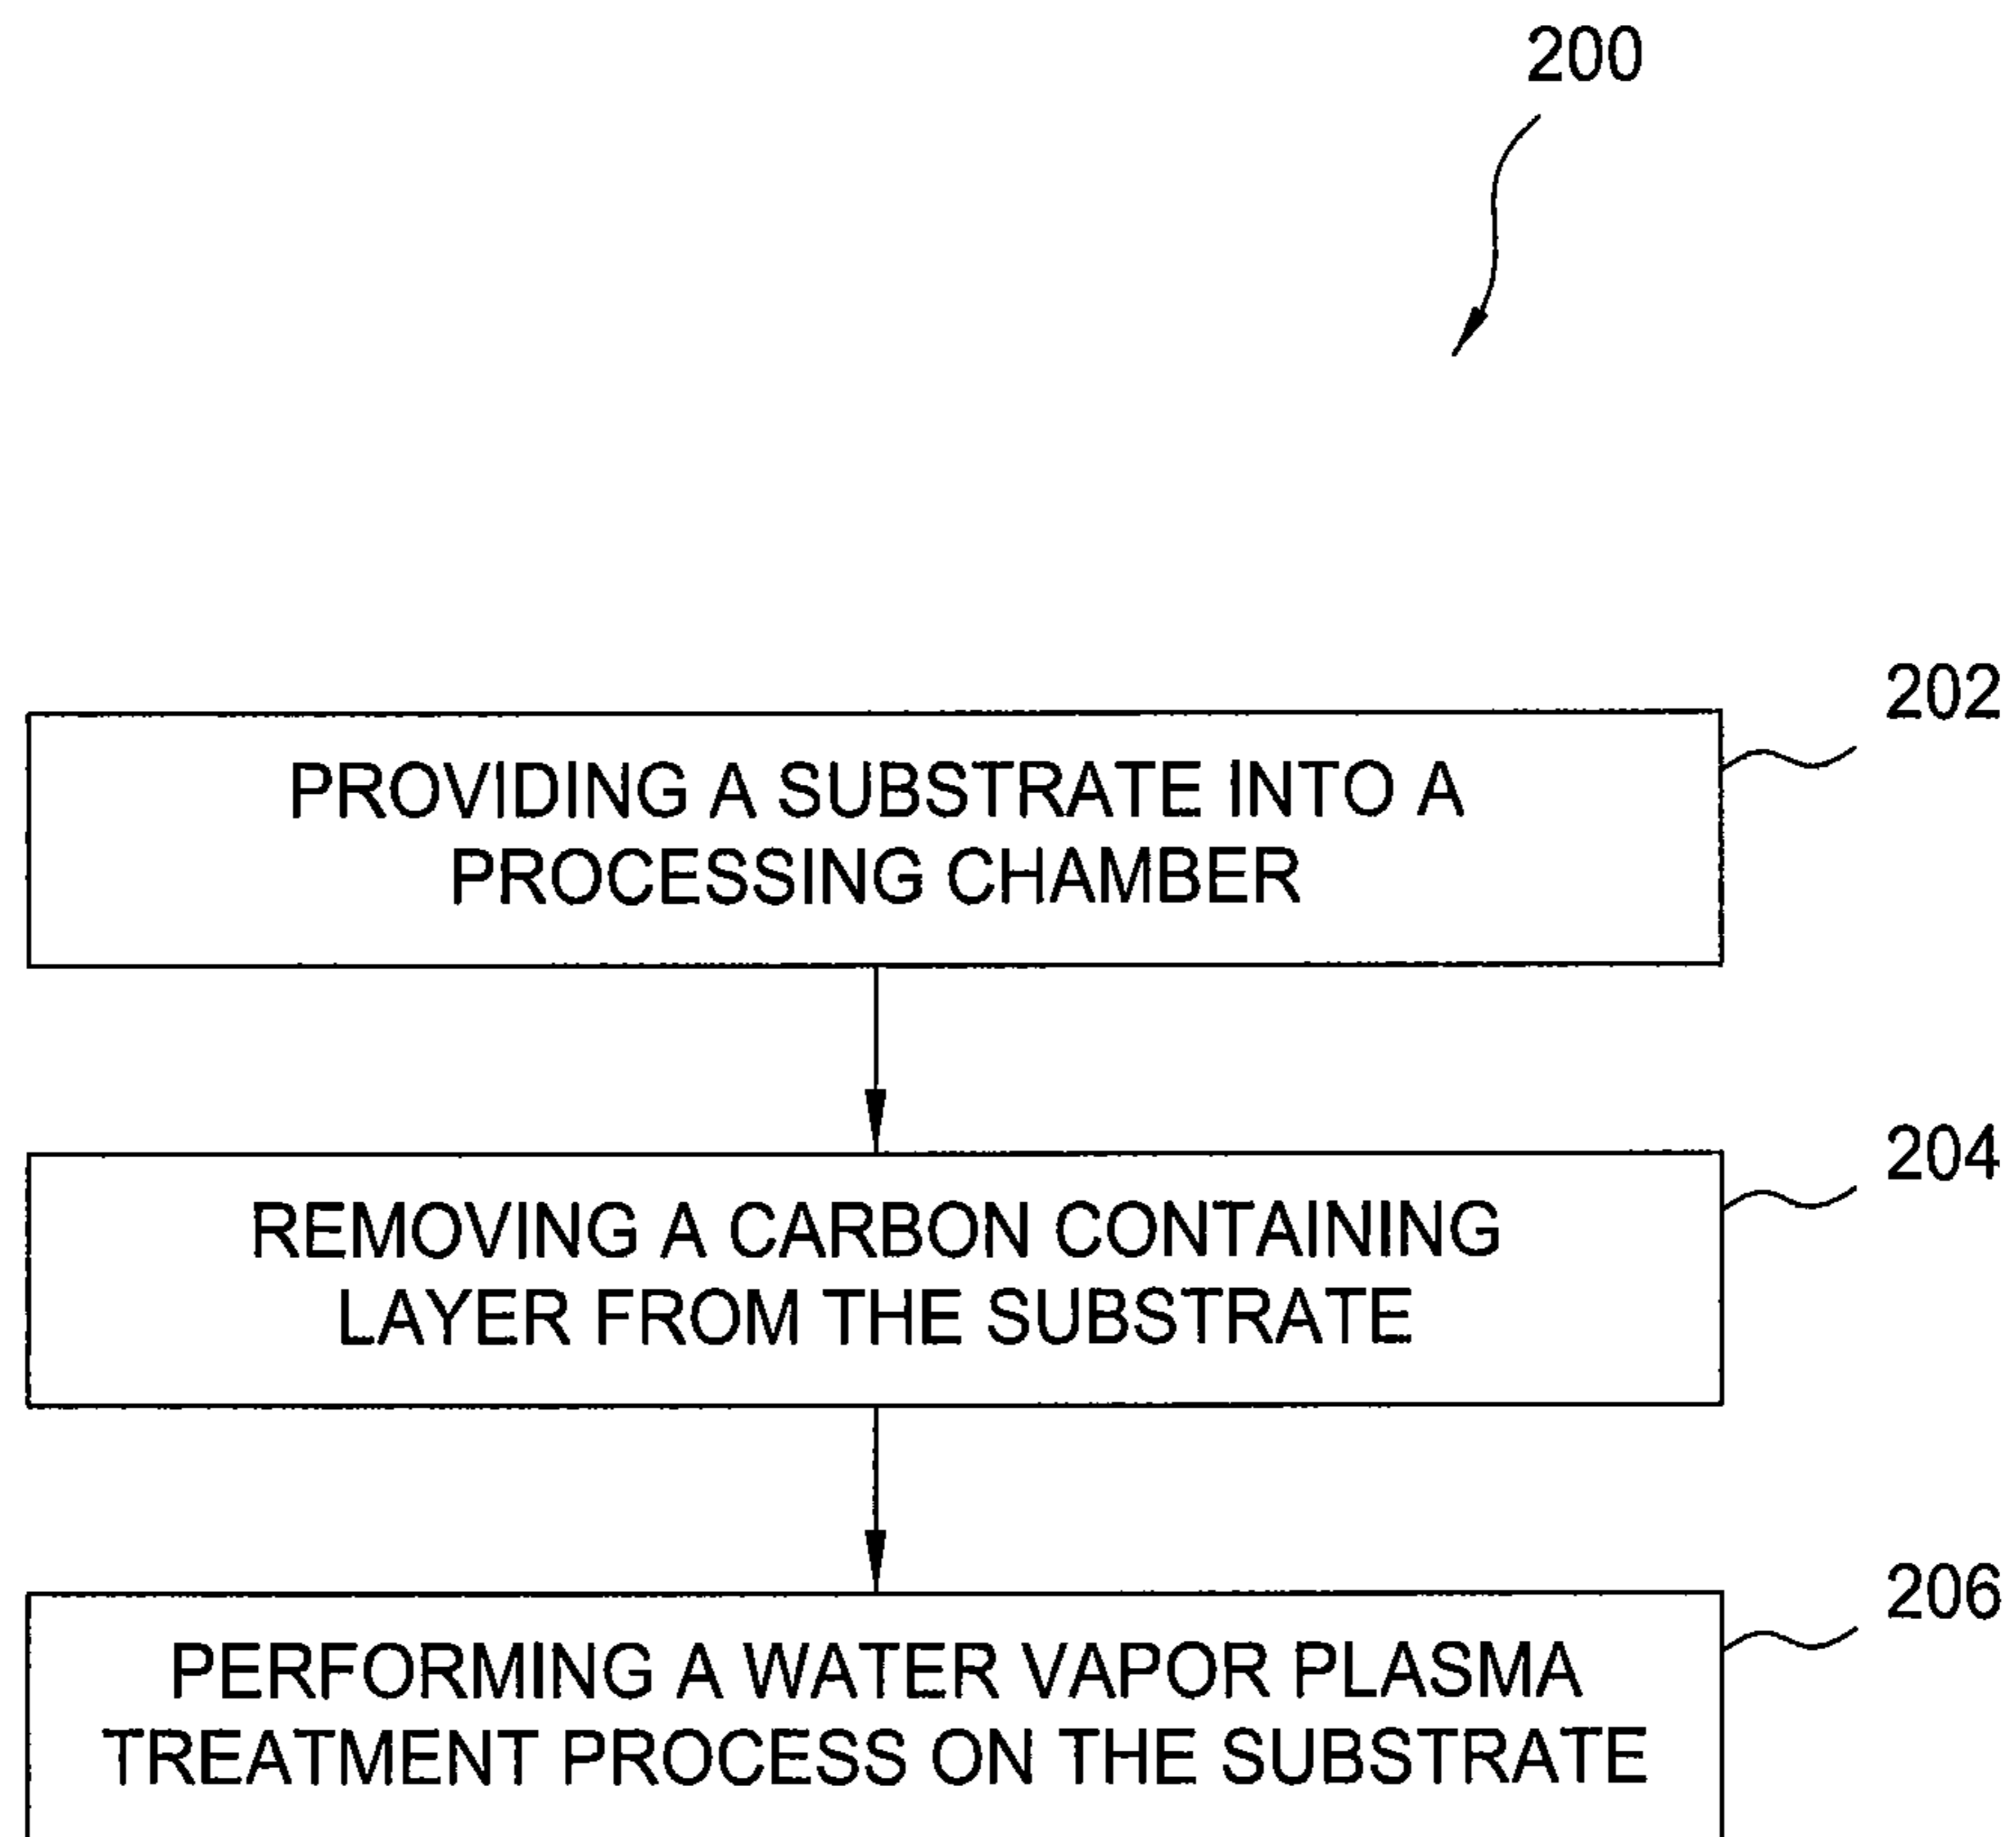 200
202
PROVIDING A SUBSTRATE INTO A
PROCESSING CHAMBER
204
REMOVING A CARBON CONTAINING
LAYER FROM THE SUBSTRATE
206
PERFORMING A WATER VAPOR PLASMA
TREATMENT PROCESS ON THE SUBSTRATE